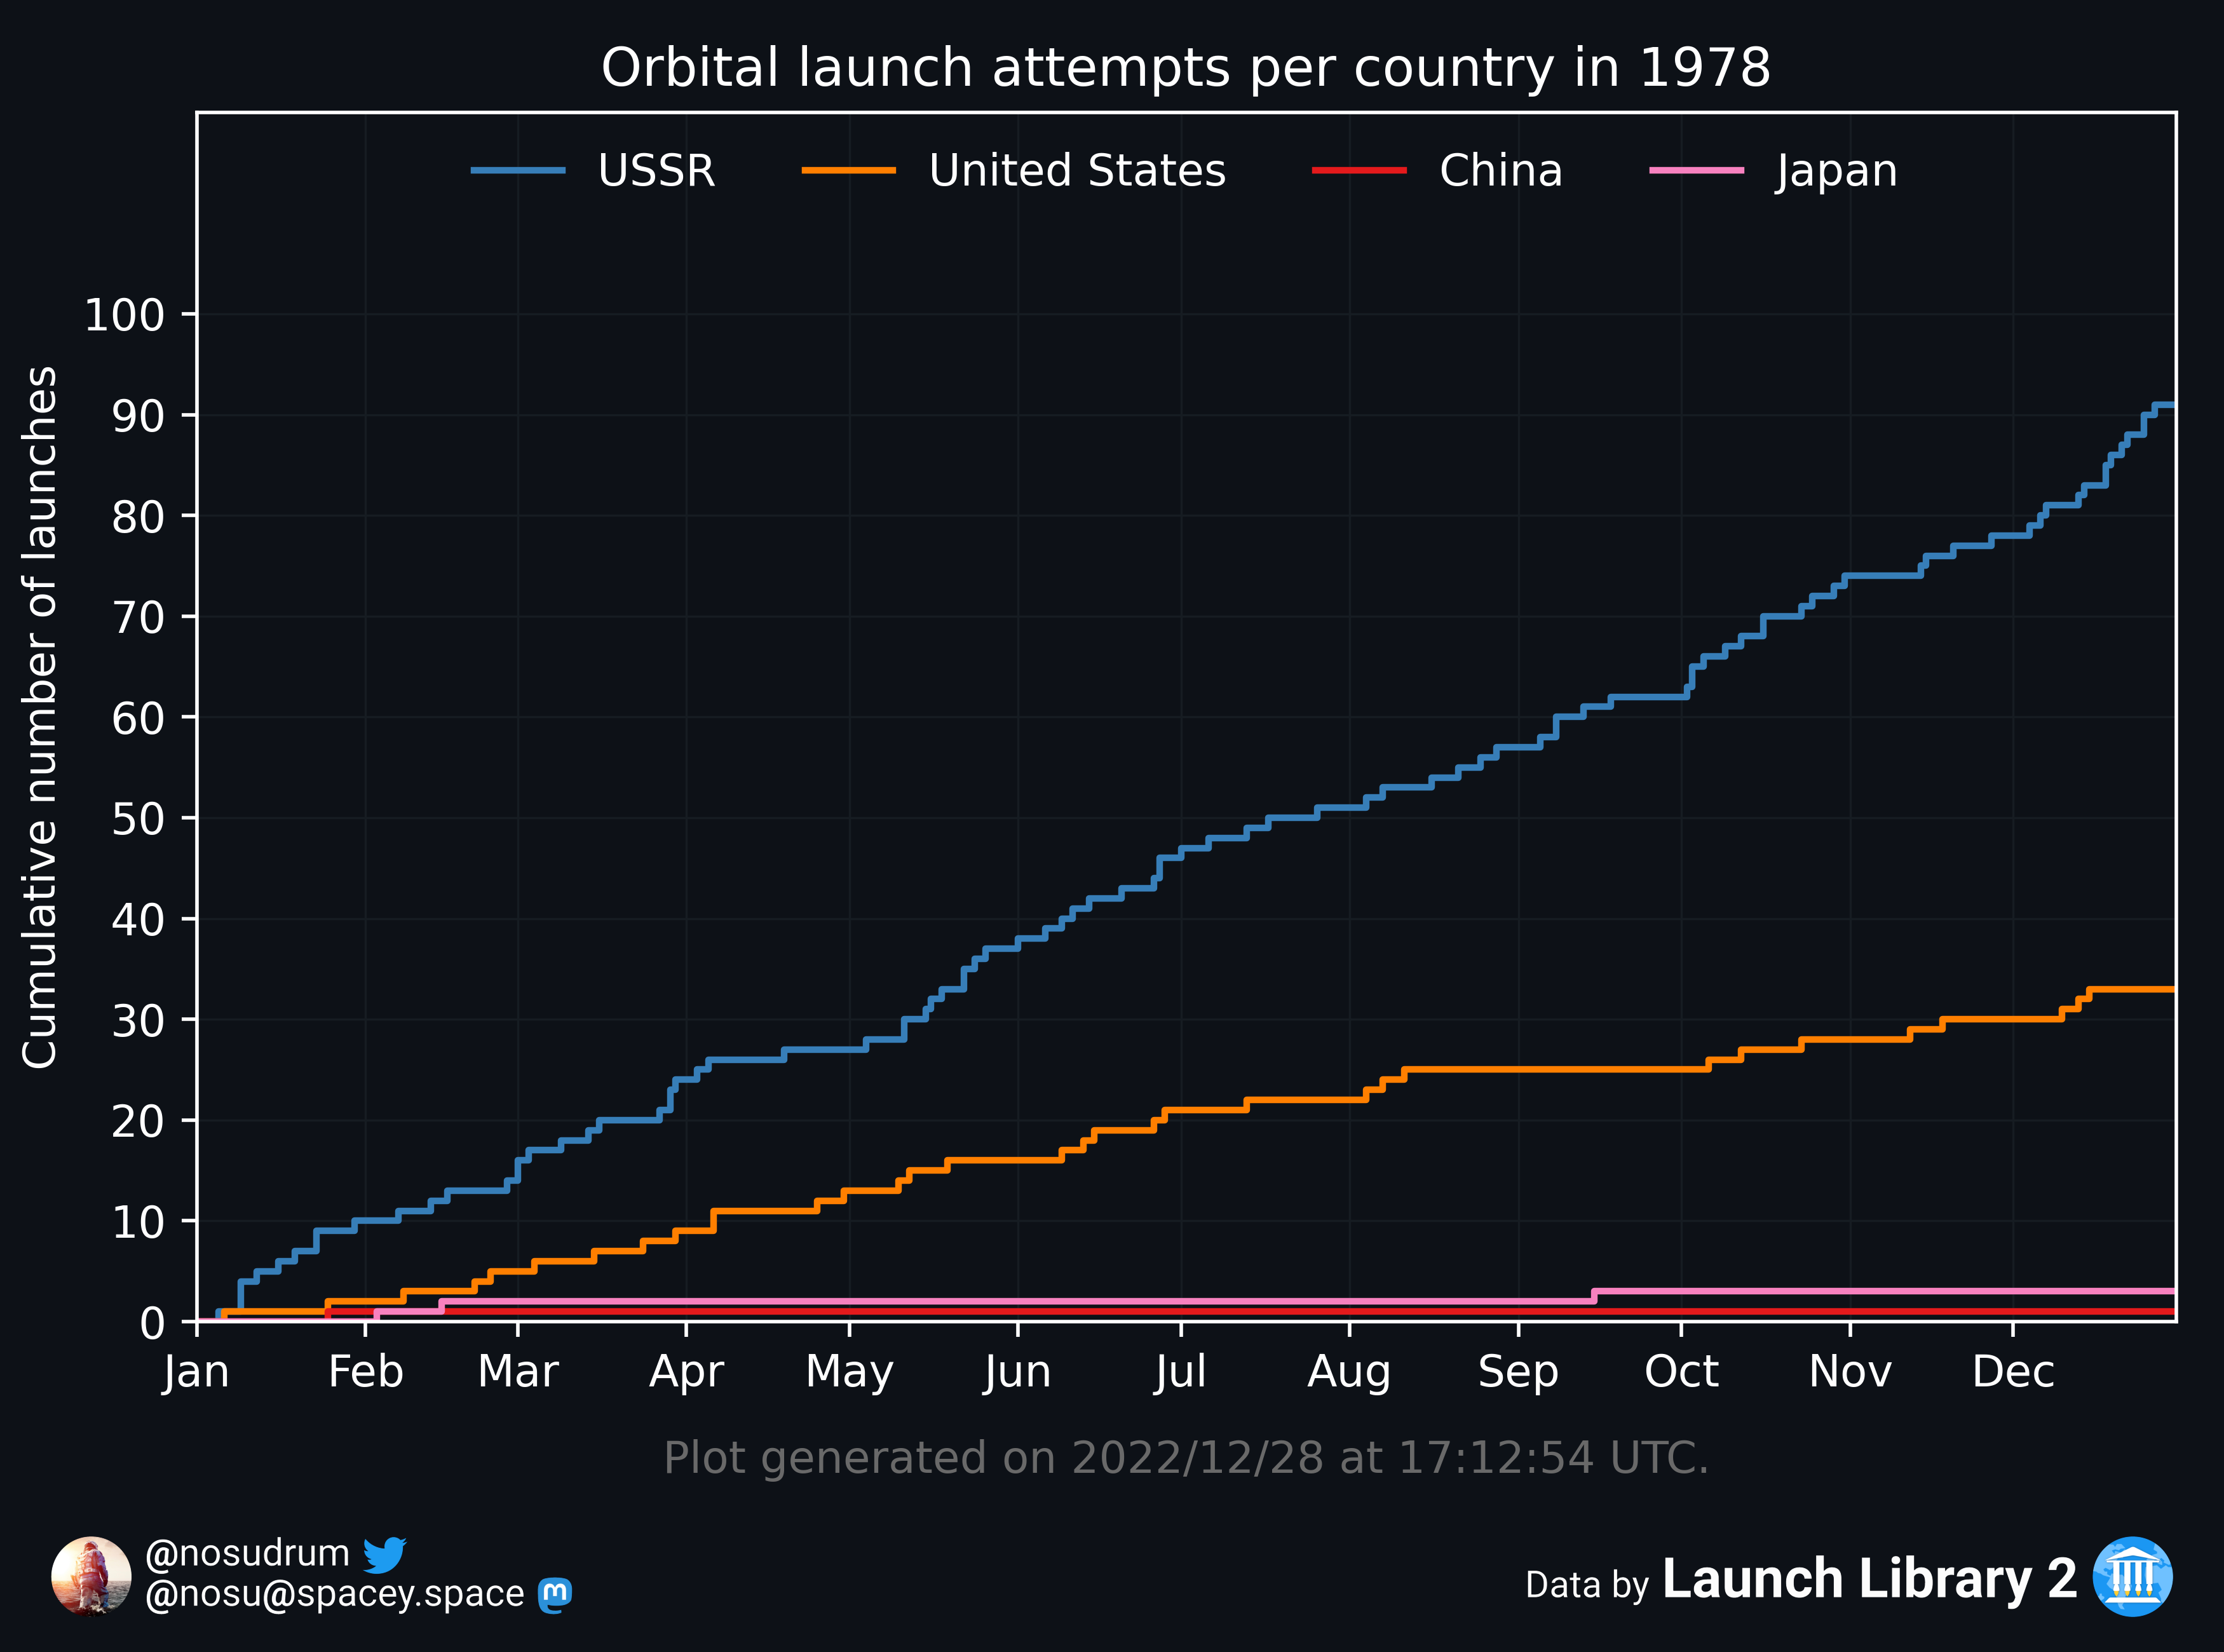 Orbital launch attempts per country in 1978
USSR United States China Japan
Cumulative number of launches
100
90
80
70
60
50
40
30
20
10
0
Jan Feb Mar Apr May Jun Jul Aug Sep Oct Nov Dec
Plot generated on 2022/12/28 at 17:12:54 UTC.
@nosudrum
@nosu@spacey.space
Data by Launch Library 2